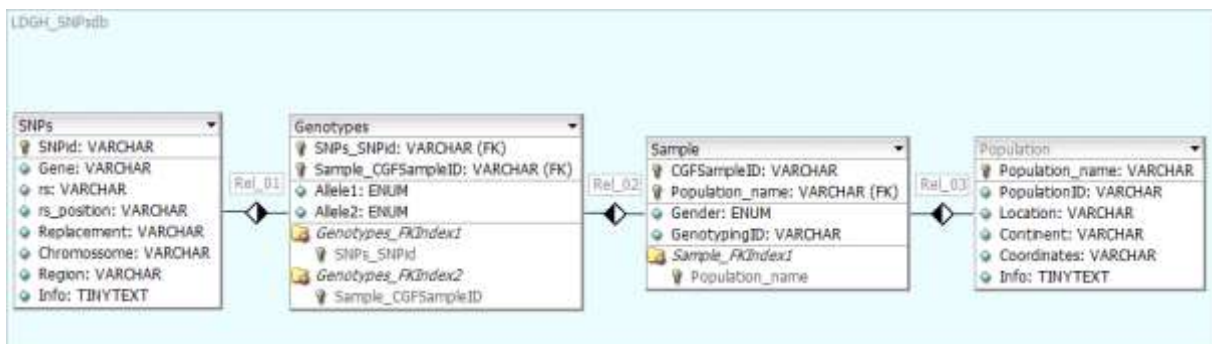 LDGH_SNPsdb
SNPs
SNPid: VARCHAR
Gene: VARCHAR
rs: VARCHAR
rs_position: VARCHAR
Replacement: VARCHAR
Chromossome: VARCHAR
Region: VARCHAR
Info: TINYTEXT
Rel_01
Genotypes
SNPs_SNPid: VARCHAR (FK)
Sample_CGFSampleID: VARCHAR (FK)
Allele1: ENUM
Allele2: ENUM
Genotypes_FKIndex1
SNPs_SNPid
Genotypes_FKIndex2
Sample_CGFSampleID
Rel_02
Sample
CGFSampleID: VARCHAR
Population_name: VARCHAR (FK)
Gender: ENUM
GenotypingID: VARCHAR
Sample_FKIndex1
Population_name
Rel_03
Population
Population_name: VARCHAR
PopulationID: VARCHAR
Location: VARCHAR
Continent: VARCHAR
Coordinates: VARCHAR
Info: TINYTEXT